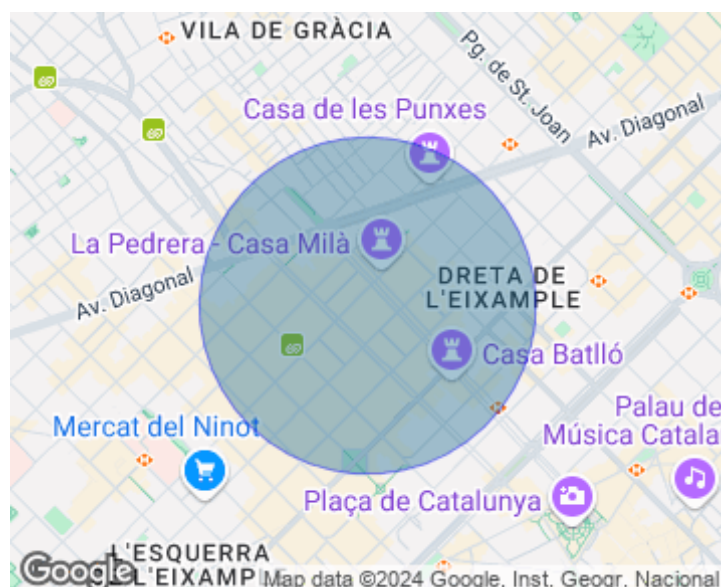 VILA DE GRÀCIA
Pg. de St. Joan
Casa de les Punxes
Av. Diagonal
La Pedrera - Casa Milà
DRETA DE
L'EIXAMPLE
Av. Diagonal
Casa Batlló
Mercat del Ninot
Palau de
Música Catala
Plaça de Catalunya
L'ESQUERRA
L'EIXAMPL
Google
Map data ©2024 Google, Inst. Geogr. Nacional